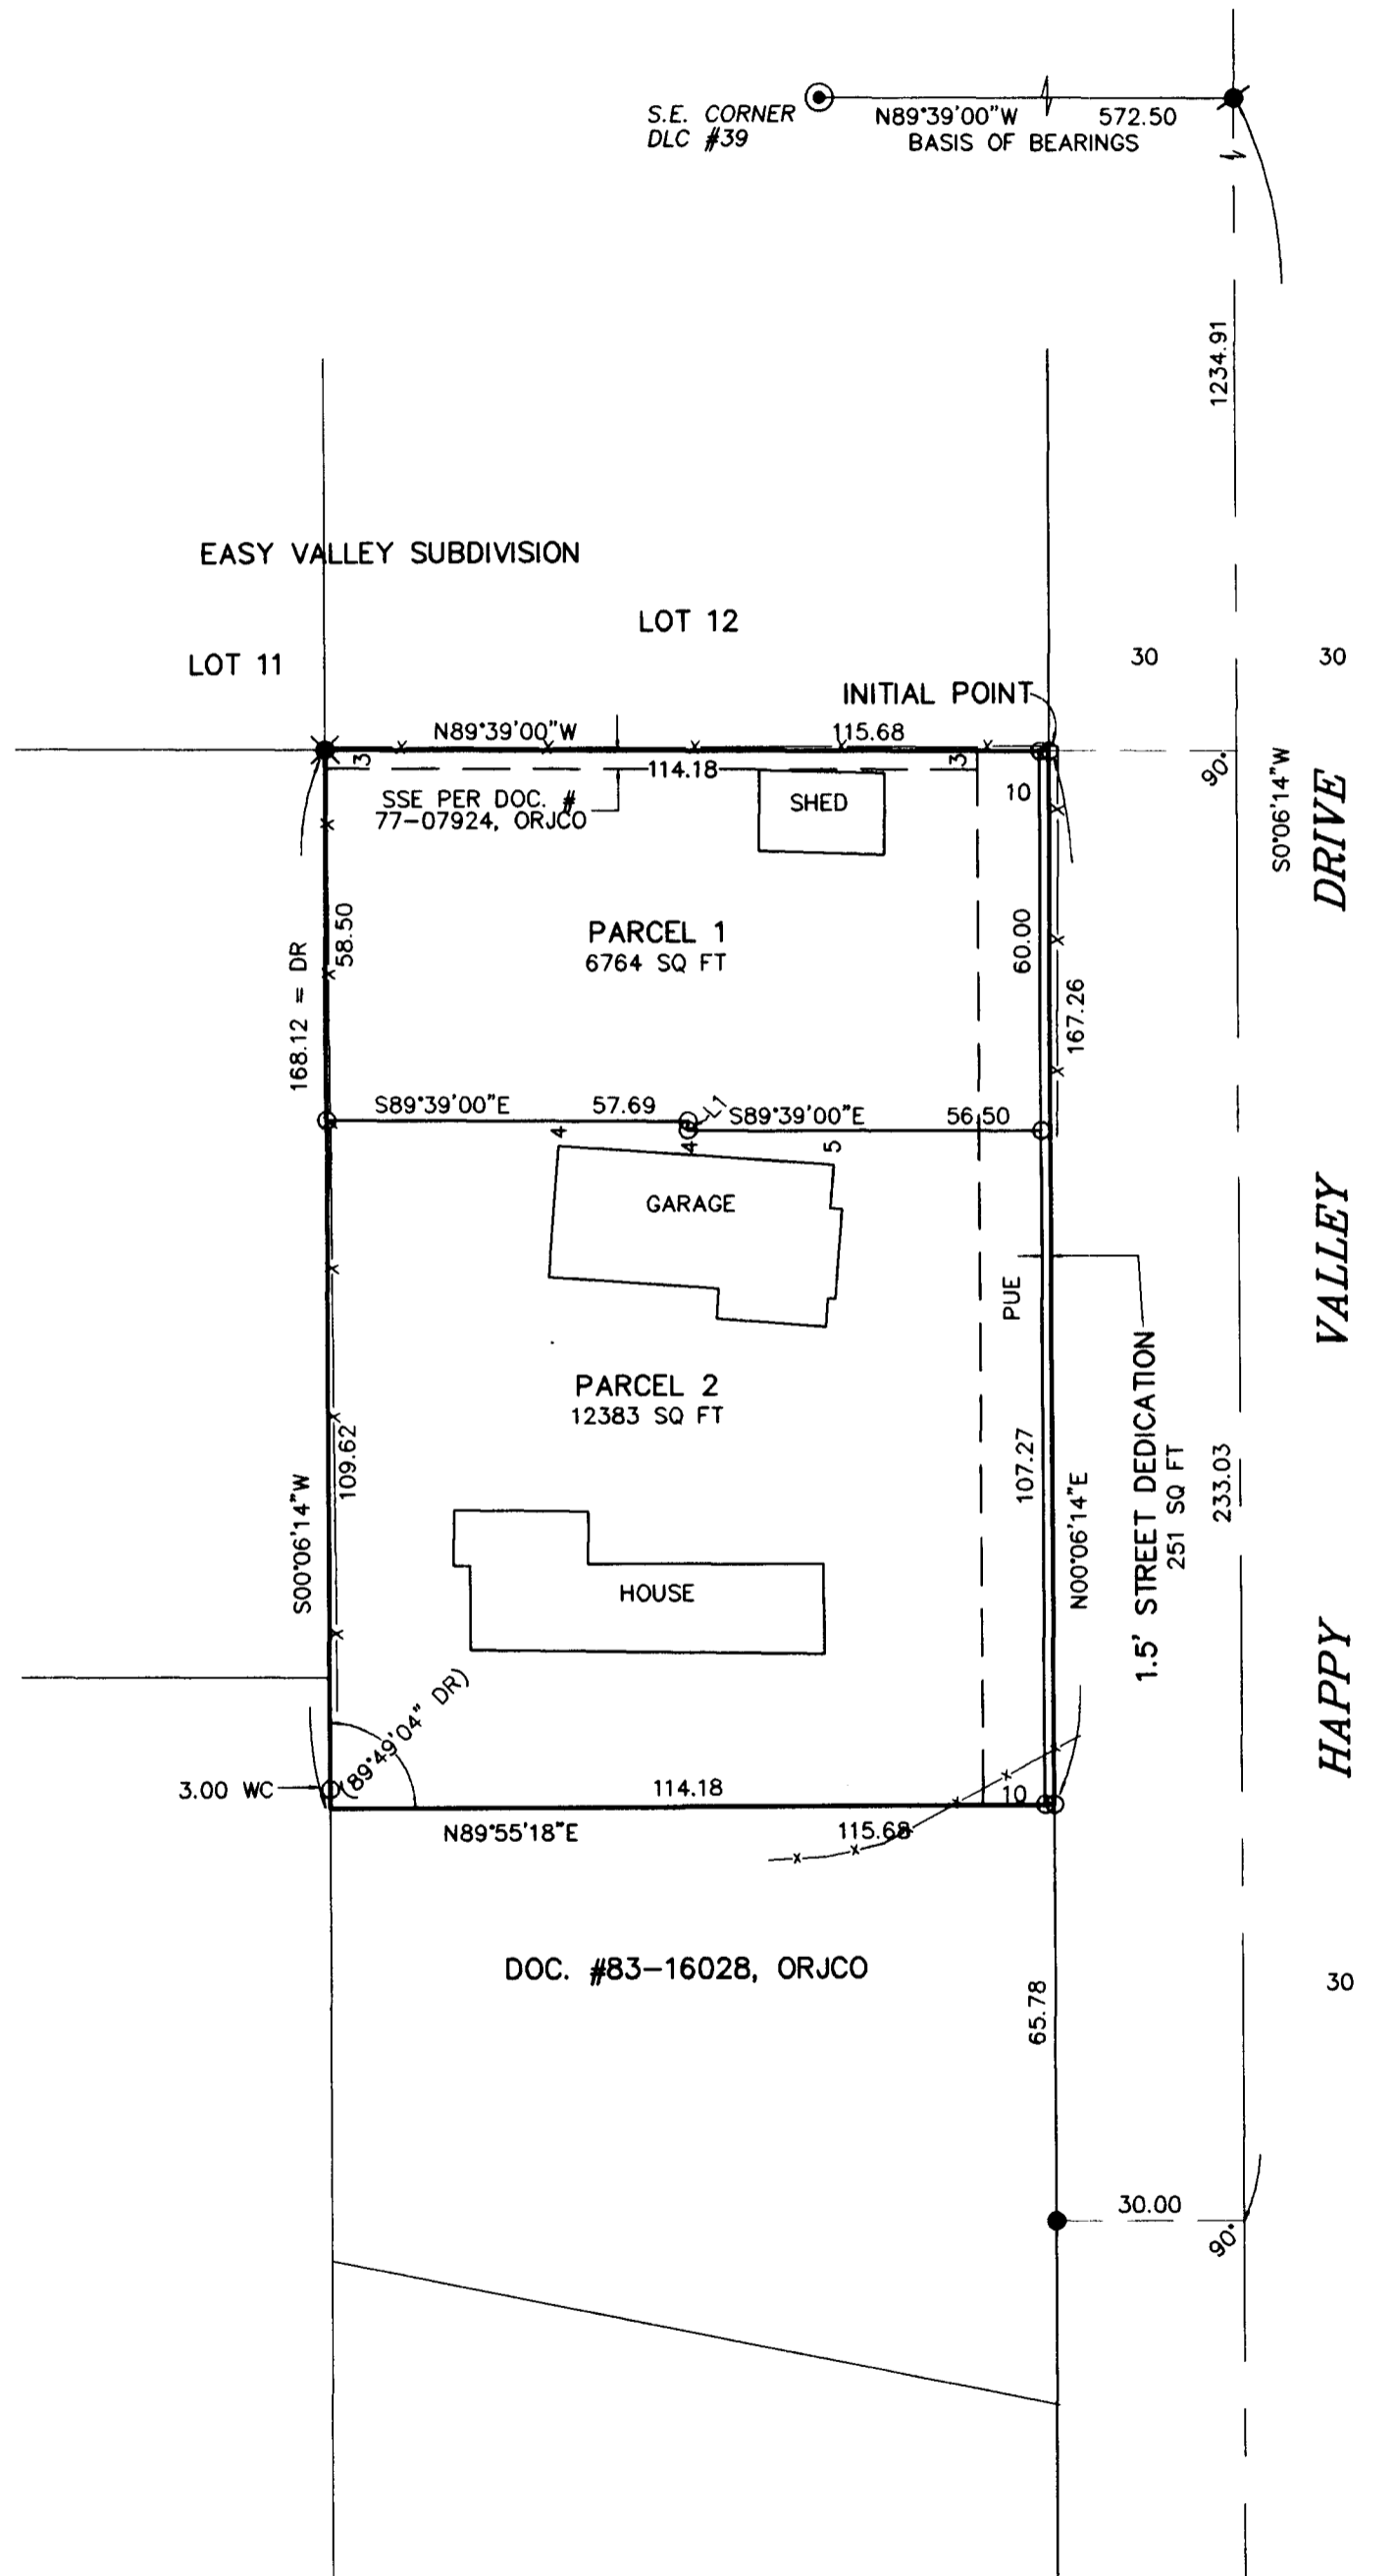 S.E. CORNER
DLC #39
N89°39'00"W 572.50
BASIS OF BEARINGS
1234.91
EASY VALLEY SUBDIVISION
LOT 12
LOT 11
30 30
INITIAL POINT
N89°39'00"W 115.68
3 114.18 3
90°
S0°06'14"W
SSE PER DOC. #
77-07924, ORJCO
SHED
10
DRIVE
58.50
168.12 = DR
PARCEL 1
6764 SQ FT
60.00
167.26
S89°39'00"E 57.69
L1
S89°39'00"E 56.50
4 4 5
GARAGE
VALLEY
PUE
PARCEL 2
12383 SQ FT
1.5' STREET DEDICATION
251 SQ FT
109.62
S00°06'14"W
107.27
N00°06'14"E
233.03
HOUSE
HAPPY
(89°49'04" DR)
3.00 WC
114.18
10
N89°55'18"E 115.68
DOC. #83-16028, ORJCO
65.78
30
30.00
90°